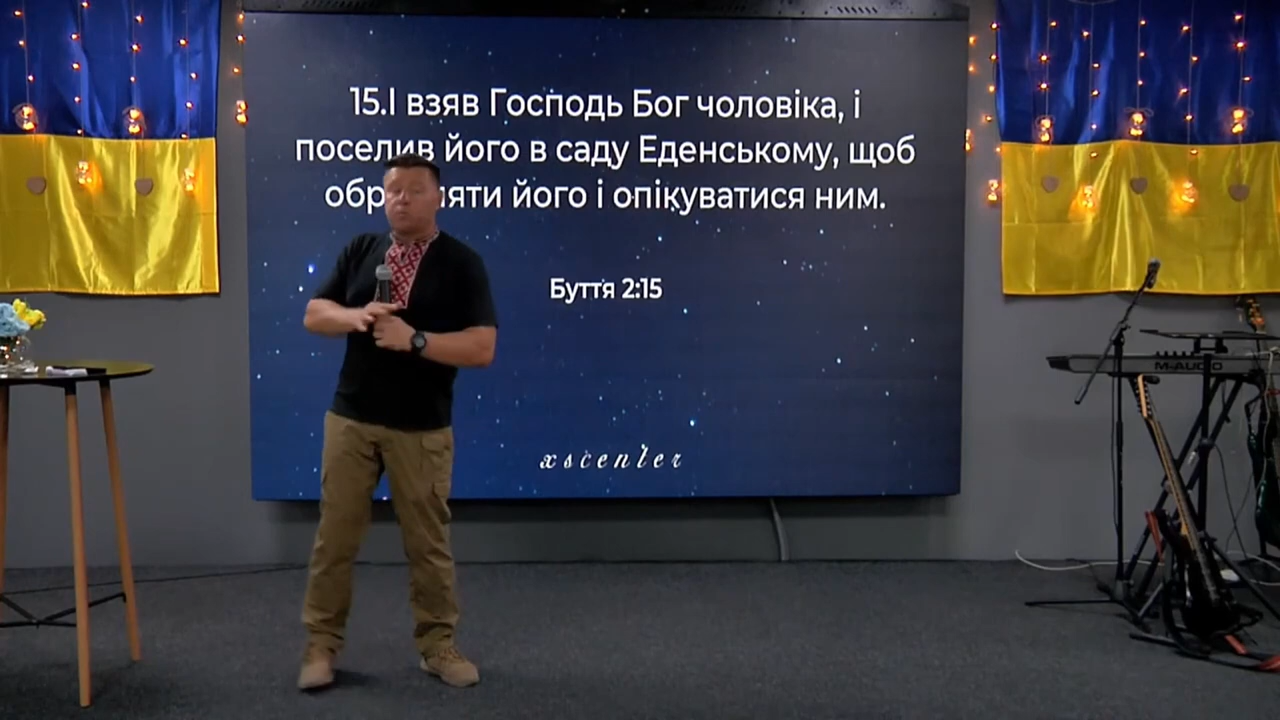 15.І взяв Господь Бог чоловіка, і
поселив його в саду Еденському, щоб
його і опікуватися ним.
Буття 2:15
xscenter
M-AUDIO